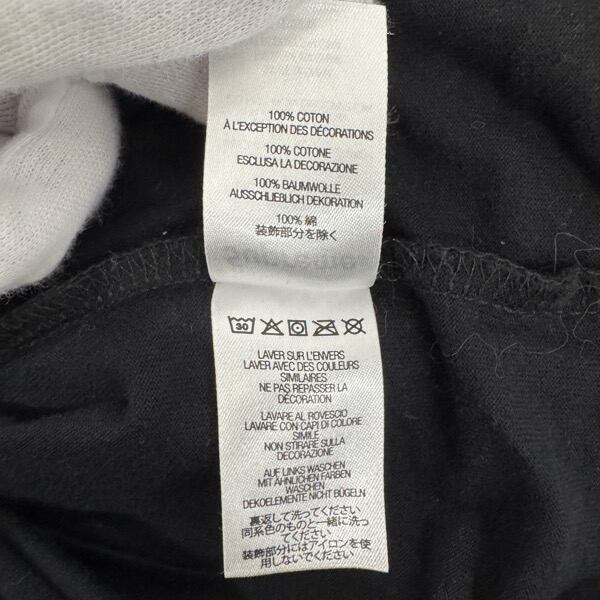 100% COTON
À L'EXCEPTION DES DÉCORATIONS
100% COTONE
ESCLUSA LA DECORAZIONE
100% BAUMWOLLE
AUSSCHLIEBLICH DEKORATION
100% 綿
装飾部分を除く
30
LAVER SUR L'ENVERS
LAVER AVEC DES COULEURS
SIMILAIRES
NE PAS REPASSER LA
DÉCORATION
LAVARE AL ROVESCIO
LAVARE CON CAPI DI COLORE
SIMILE
NON STIRARE SULLA
DECORAZIONE
AUF LINKS WASCHEN
MIT ÄHNLICHEN FARBEN
WASCHEN
DEKOELEMENTE NICHT BÜGELN
裏返して洗ってください
同系色のものと一緒に洗っ
てください
装飾部分にはアイロンを使
用しないでください